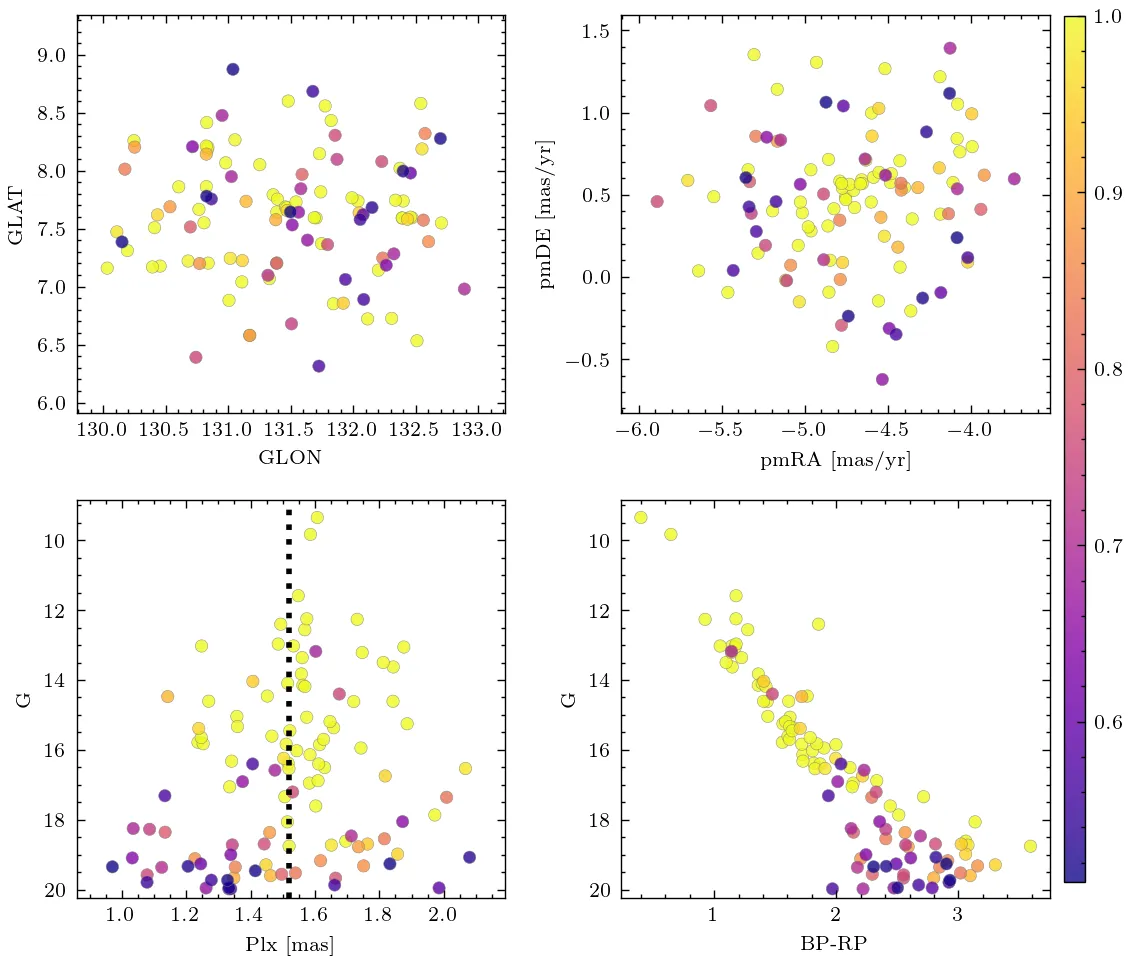 9.0
8.5
8.0
7.5
7.0
6.5
6.0
GLAT
130.0 130.5 131.0 131.5 132.0 132.5 133.0
GLON
1.5
1.0
0.5
0.0
−0.5
pmDE [mas/yr]
−6.0 −5.5 −5.0 −4.5 −4.0
pmRA [mas/yr]
1.0
0.9
0.8
0.7
0.6
10
12
14
16
18
20
G
1.0 1.2 1.4 1.6 1.8 2.0
Plx [mas]
10
12
14
16
18
20
G
1 2 3
BP-RP